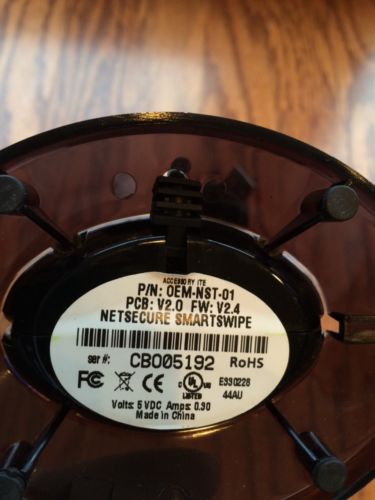 ACCESSORY ITE
P/N: OEM-NST-01
PCB: V2.0 FW: V2.4
NETSECURE SMARTSWIPE
ser #: CB005192 RoHS
FC CE UL LISTED E330228
44AU
Volts: 5 VDC Amps: 0.30
Made in China